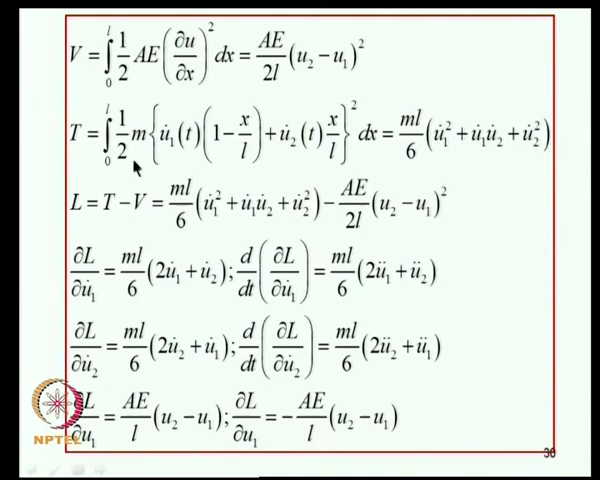 V = ∫₀ˡ 1/2 AE (∂u/∂x)² dx = AE/2l (u₂ − u₁)²
T = ∫₀ˡ 1/2 m {u̇₁(t)(1 − x/l) + u̇₂(t) x/l}² dx = ml/6 (u̇₁² + u̇₁u̇₂ + u̇₂²)
L = T − V = ml/6 (u̇₁² + u̇₁u̇₂ + u̇₂²) − AE/2l (u₂ − u₁)²
∂L/∂u̇₁ = ml/6 (2u̇₁ + u̇₂); d/dt (∂L/∂u̇₁) = ml/6 (2ü₁ + ü₂)
∂L/∂u̇₂ = ml/6 (2u̇₂ + u̇₁); d/dt (∂L/∂u̇₂) = ml/6 (2ü₂ + ü₁)
∂L/∂u₁ = AE/l (u₂ − u₁); ∂L/∂u₁ = − AE/l (u₂ − u₁)
NPTEL
30